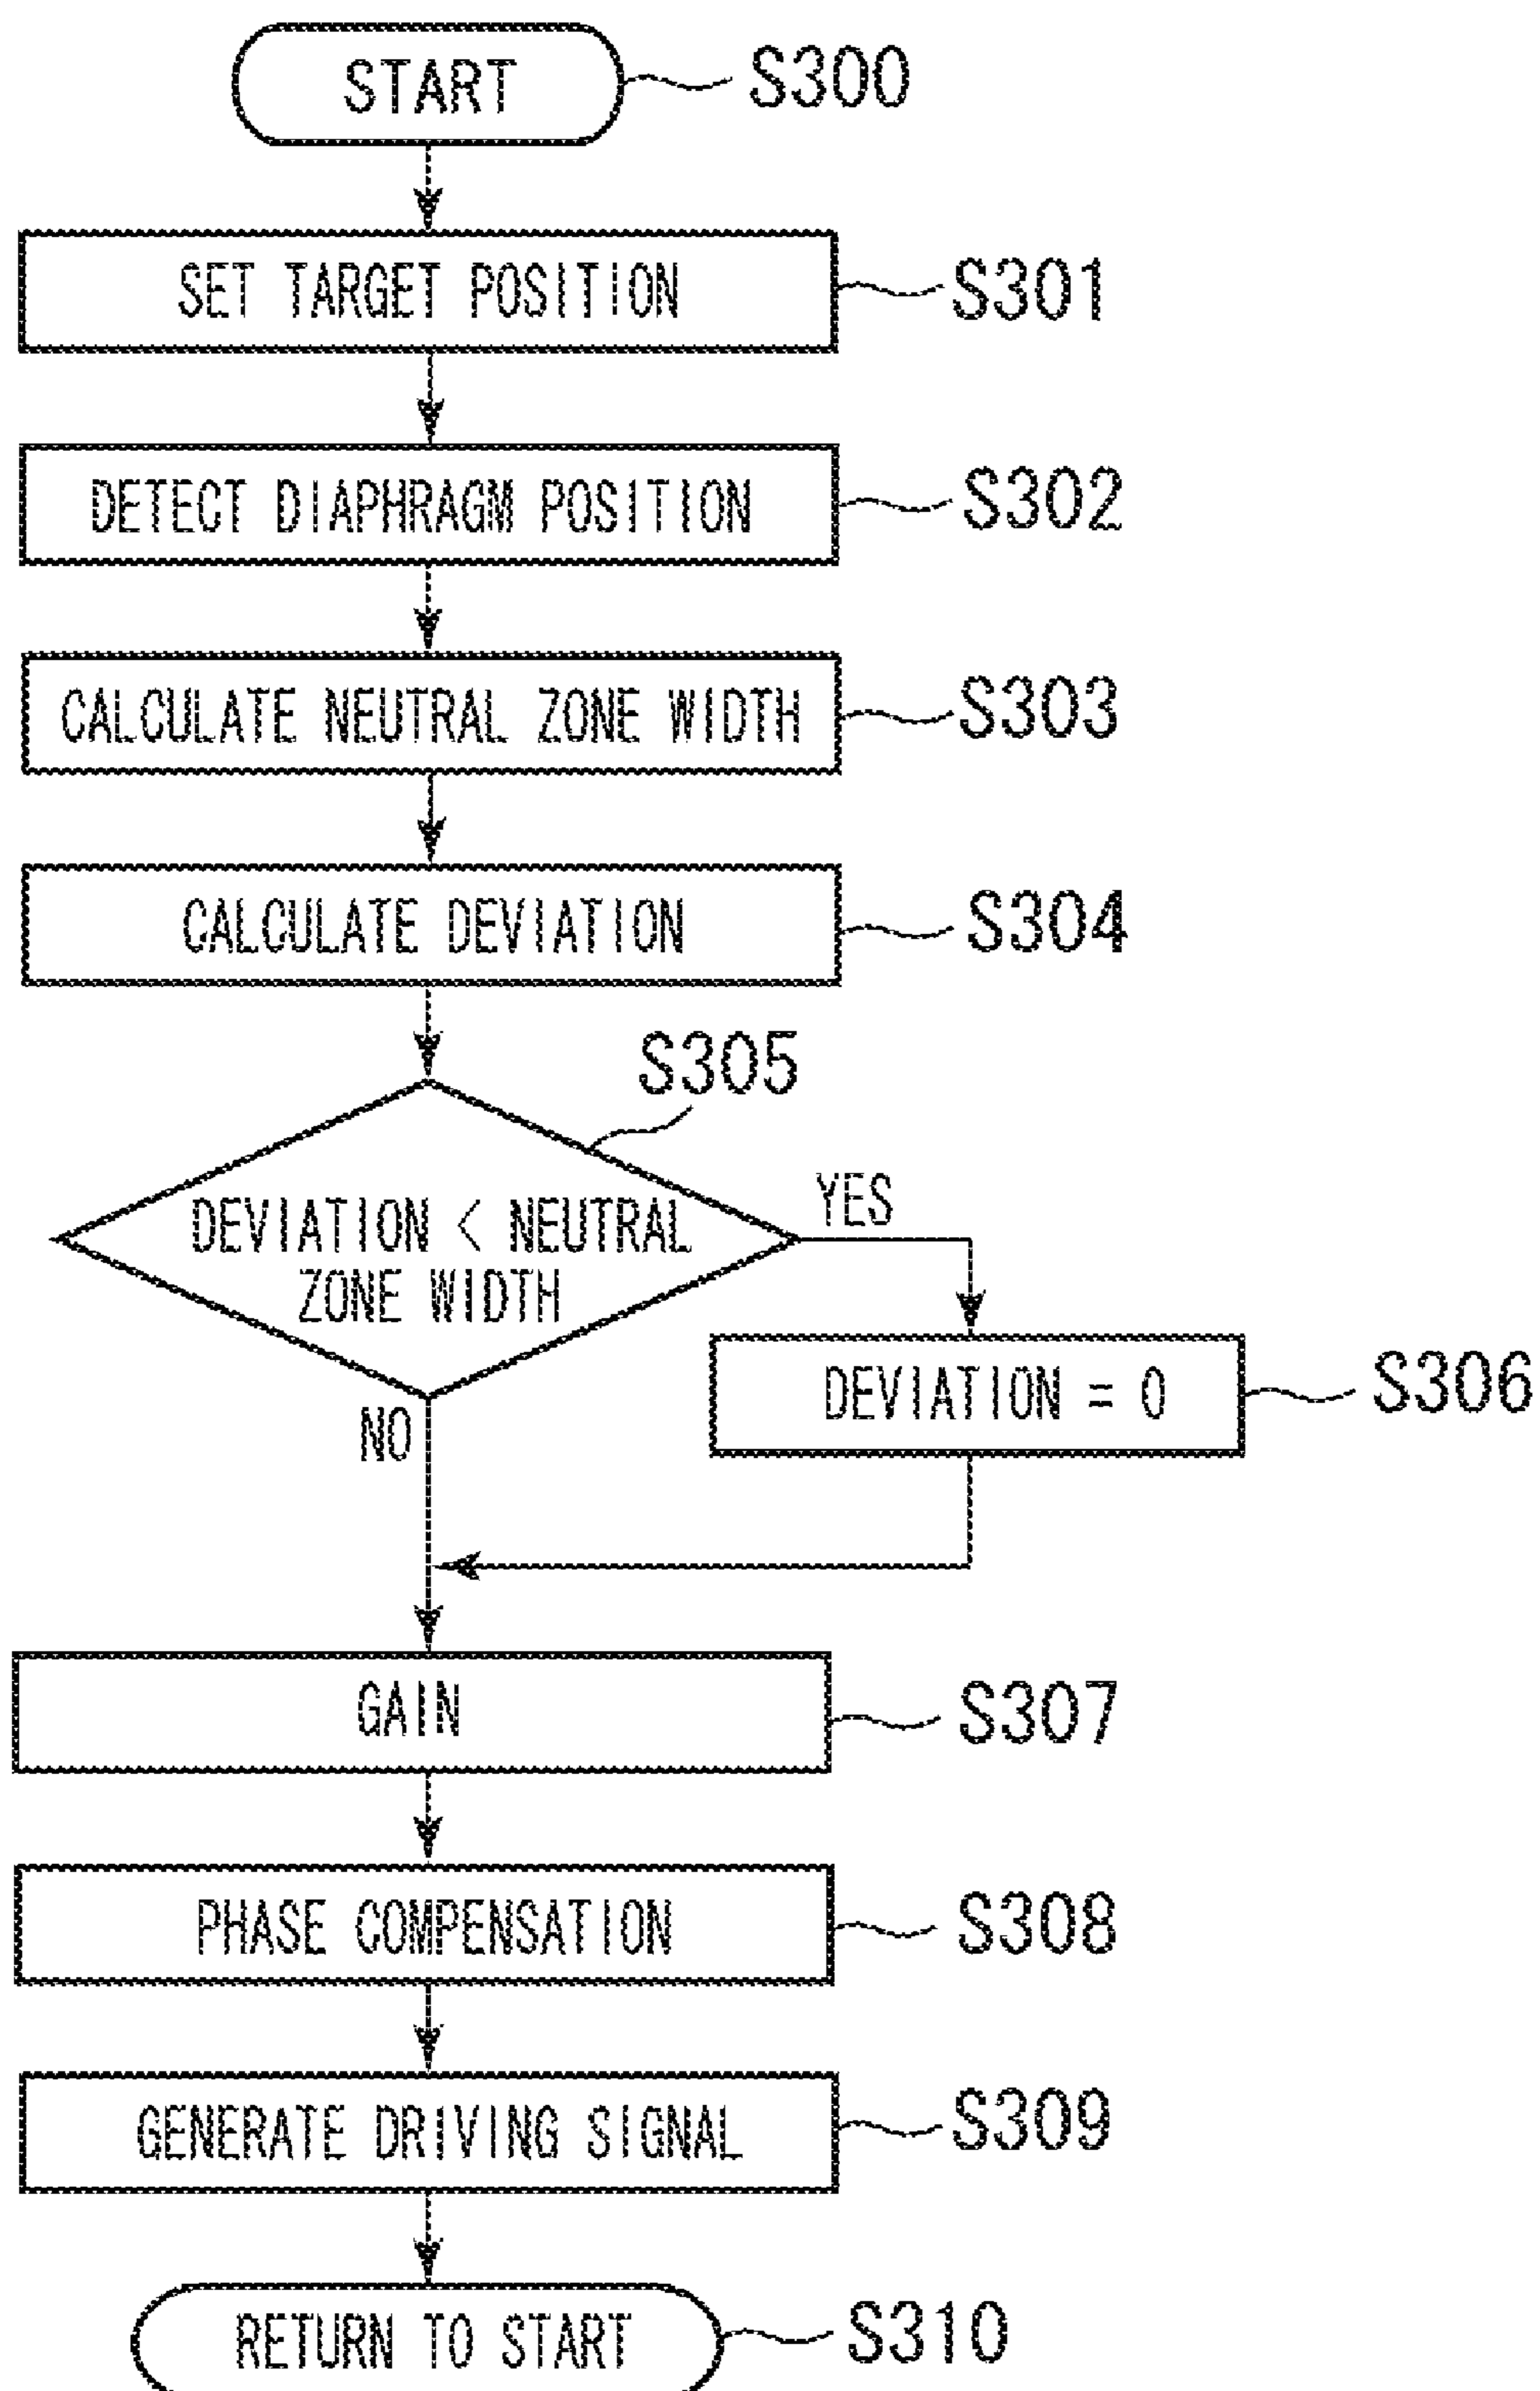 START
S300
SET TARGET POSITION
S301
DETECT DIAPHRAGM POSITION
S302
CALCULATE NEUTRAL ZONE WIDTH
S303
CALCULATE DEVIATION
S304
S305
DEVIATION < NEUTRAL
ZONE WIDTH
YES
NO
DEVIATION = 0
S306
GAIN
S307
PHASE COMPENSATION
S308
GENERATE DRIVING SIGNAL
S309
RETURN TO START
S310